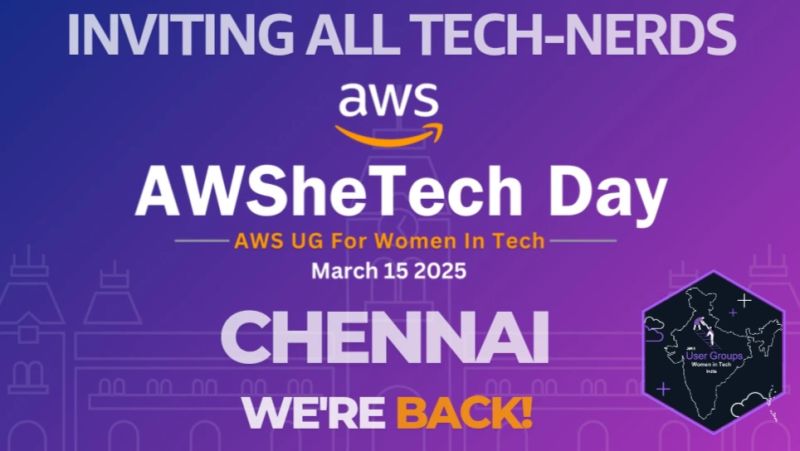 INVITING ALL TECH-NERDS
aws
AWSheTech Day
AWS UG For Women In Tech
March 15 2025
CHENNAI
WE'RE BACK!
User Groups
Women in Tech
India